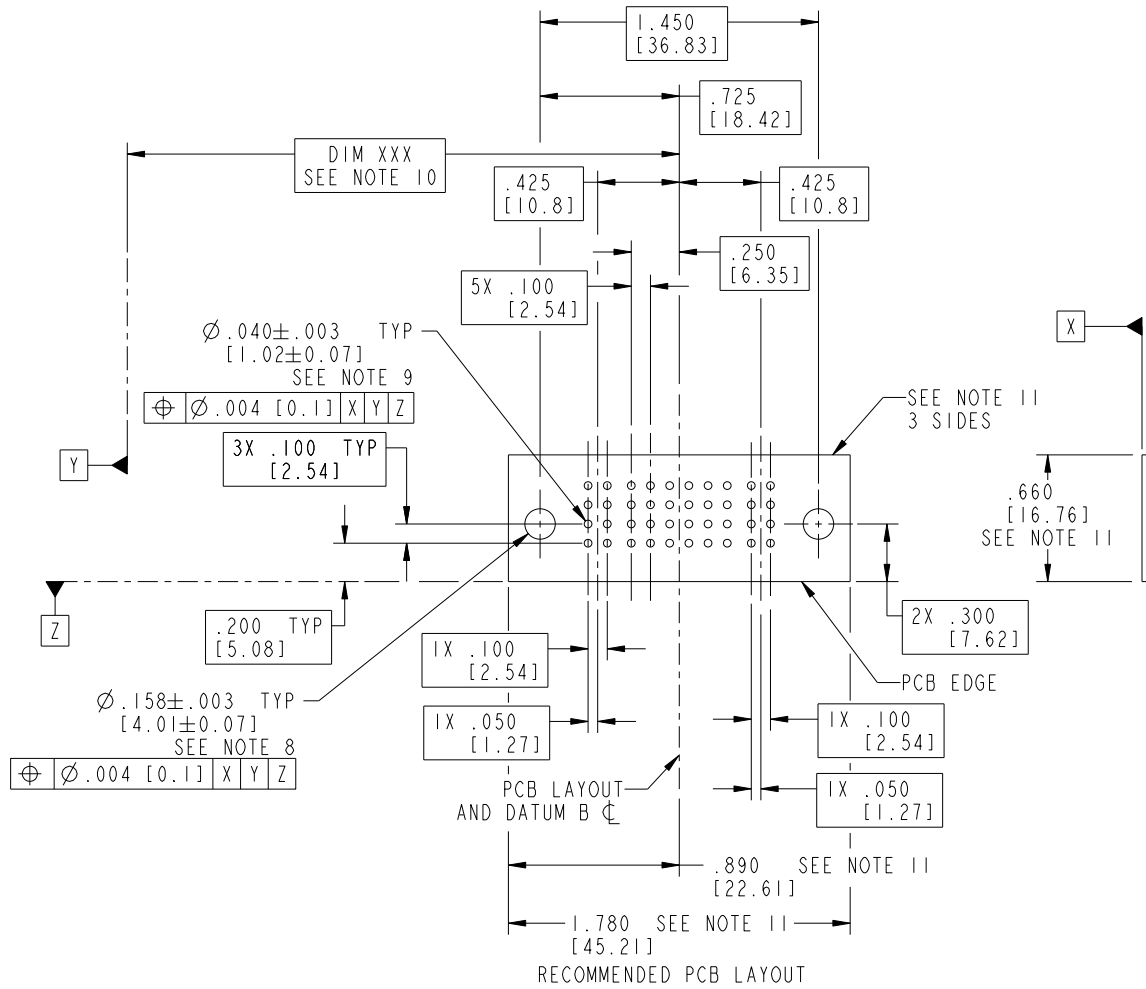 1.450
[36.83]
.725
[18.42]
DIM XXX
SEE NOTE 10
.425
[10.8]
.425
[10.8]
.250
[6.35]
5X .100
[2.54]
X
Ø.040±.003 TYP
[1.02±0.07]
SEE NOTE 9
⌖ Ø.004 [0.1] X Y Z
SEE NOTE 11
3 SIDES
3X .100 TYP
[2.54]
Y
.660
[16.76]
SEE NOTE 11
Z
.200 TYP
[5.08]
2X .300
[7.62]
1X .100
[2.54]
PCB EDGE
Ø.158±.003 TYP
[4.01±0.07]
SEE NOTE 8
⌖ Ø.004 [0.1] X Y Z
1X .050
[1.27]
1X .100
[2.54]
PCB LAYOUT
AND DATUM B ℄
1X .050
[1.27]
.890 SEE NOTE 11
[22.61]
1.780 SEE NOTE 11
[45.21]
RECOMMENDED PCB LAYOUT